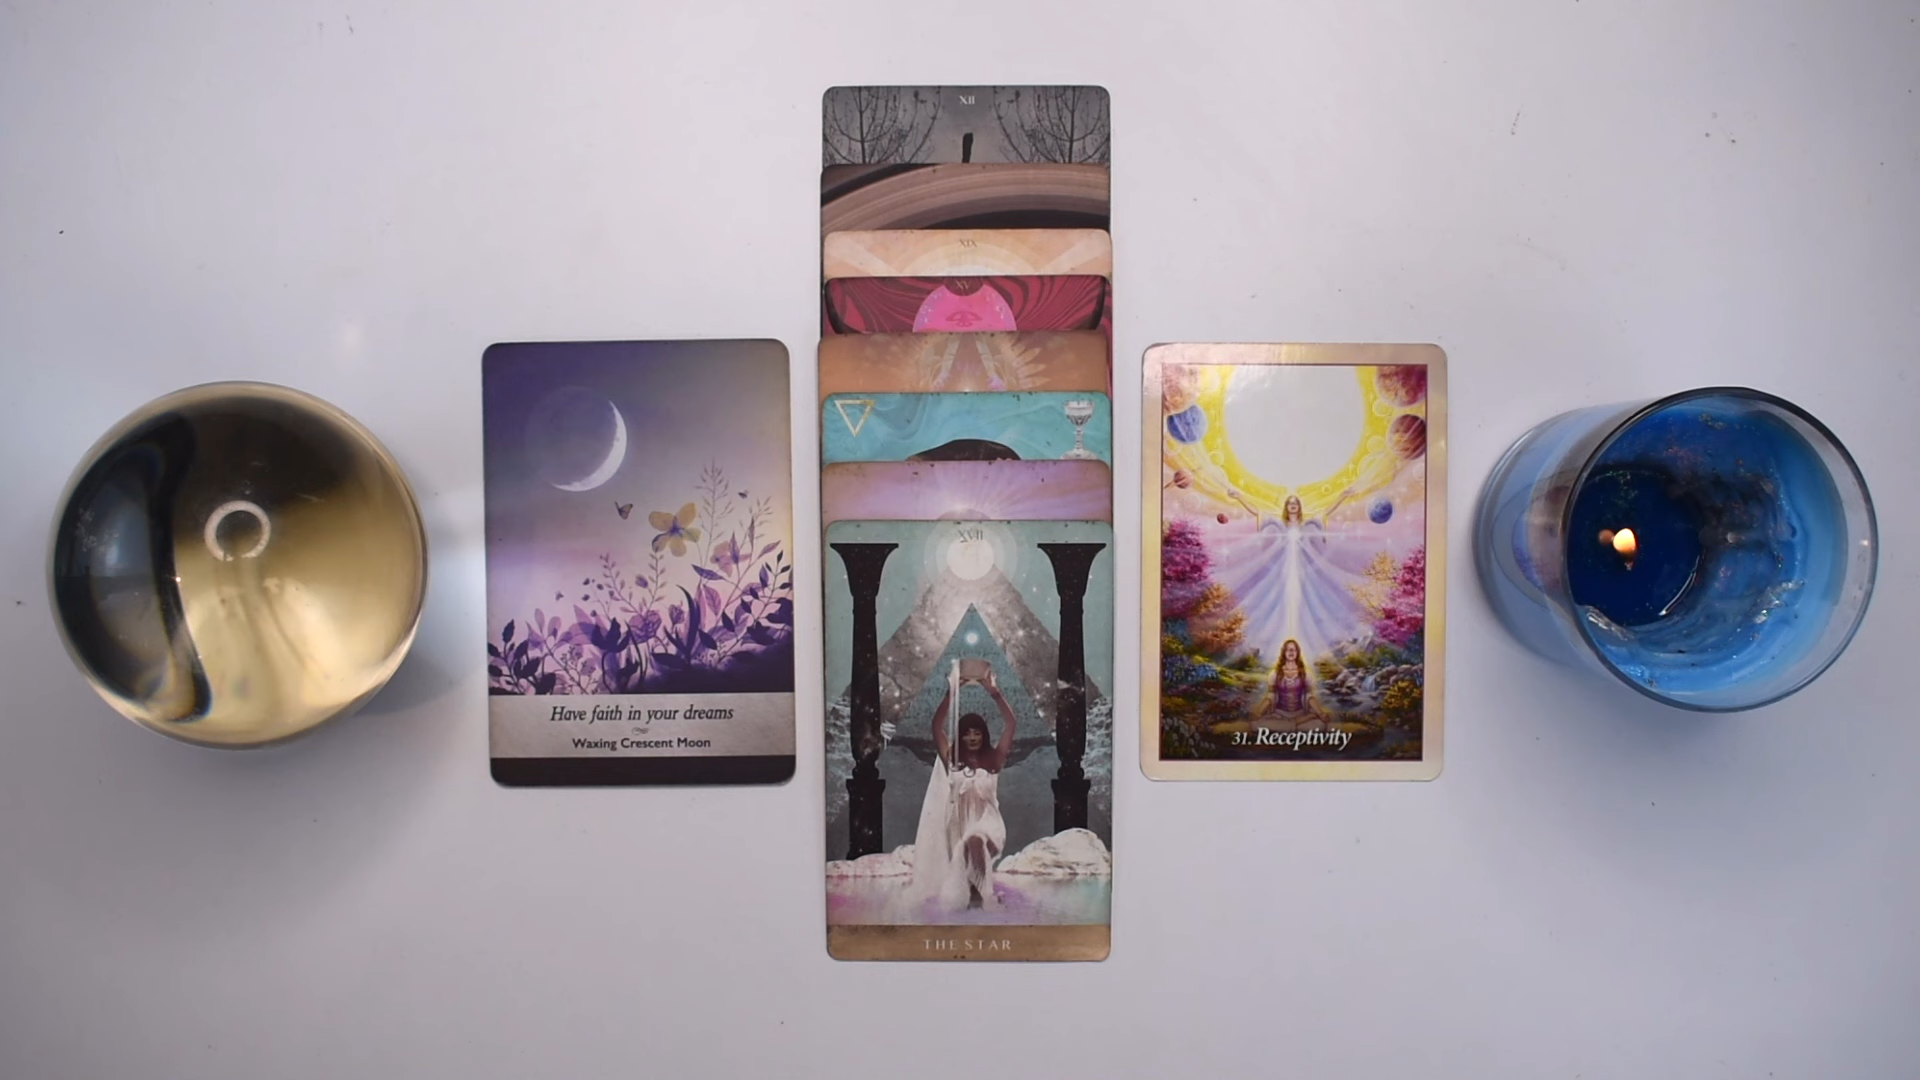 XII
XIX
XV
XVII
THE STAR
Have faith in your dreams
Waxing Crescent Moon
31. Receptivity